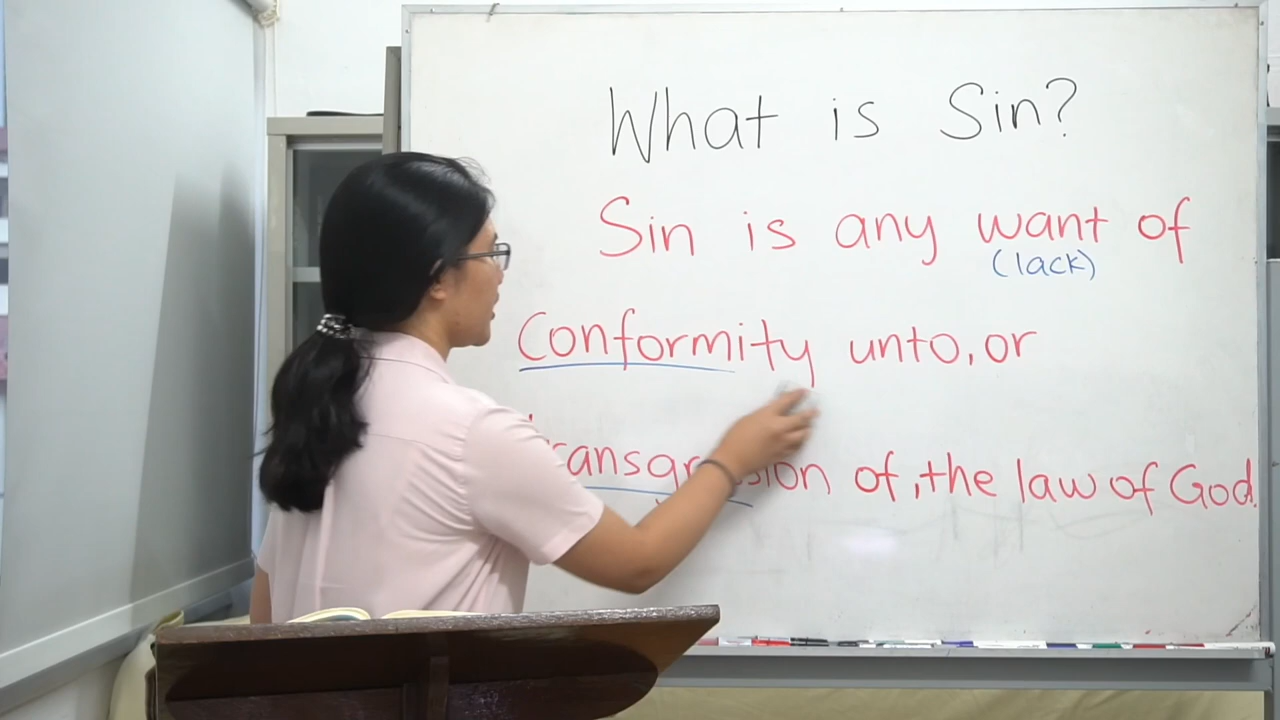 What is Sin?
Sin is any want of
(lack)
Conformity unto, or
of, the law of God.